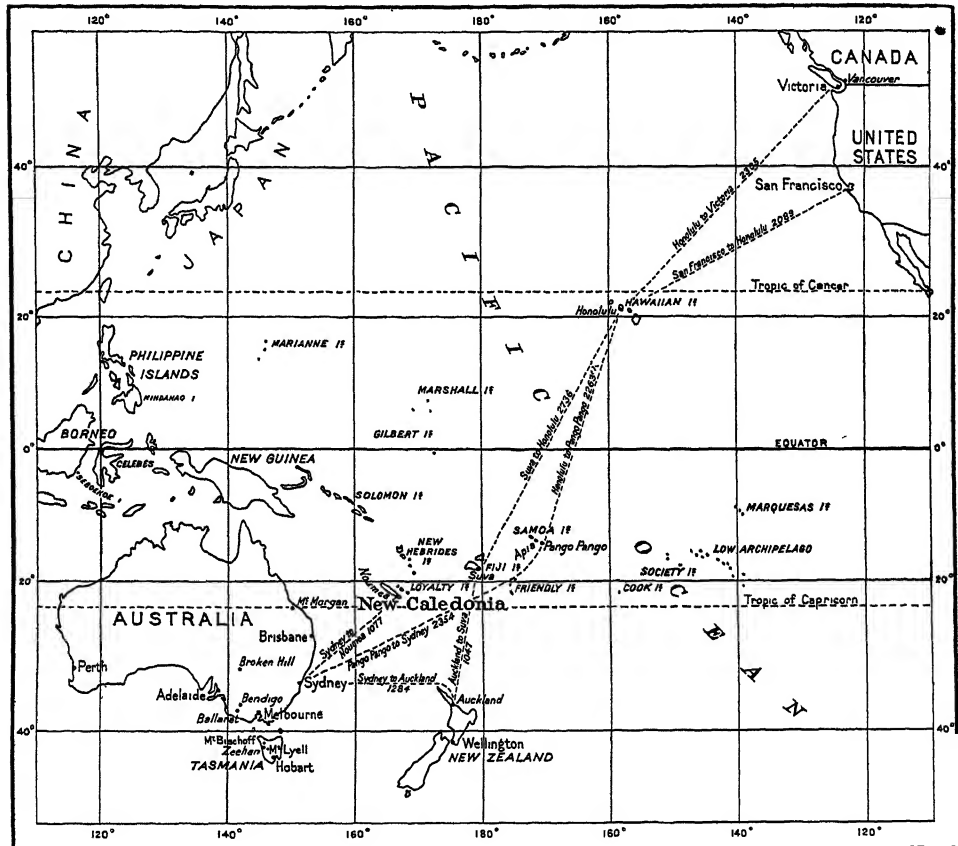 120° 140° 160° 180° 160° 140° 120°
CANADA
Vancouver
Victoria
UNITED
STATES
40°
40°
San Francisco
CHINA
JAPAN
PACIFIC
OCEAN
Honolulu to Victoria 2305
San Francisco to Honolulu 2089
Tropic of Cancer
HAWAIIAN Is
Honolulu
20°
20°
MARIANNE Is
PHILIPPINE
ISLANDS
MINDANAO I
MARSHALL Is
GILBERT Is
Suva to Honolulu 2736
Honolulu to Pango Pango 2263
BORNEO
0°
EQUATOR
0°
CELEBES
NEW GUINEA
SOLOMON Is
MARQUESAS Is
SAMOA Is
Apia
Pango Pango
NEW
HEBRIDES
Is
LOW ARCHIPELAGO
FIJI Is
Suva
SOCIETY Is
Noumea
LOYALTY Is
FRIENDLY Is
COOK Is
20°
20°
Mt Morgan
New Caledonia
Tropic of Capricorn
AUSTRALIA
Brisbane
Sydney to
Noumea 1077
Pango Pango to Sydney 2354
Auckland to Suva
1047
Perth
Broken Hill
Sydney
Sydney to Auckland
1284
Adelaide
Bendigo
Auckland
Ballarat
Melbourne
40°
40°
Mt Bischoff
Zeehan
Mt Lyell
TASMANIA
Hobart
Wellington
NEW ZEALAND
120° 140° 160° 180° 160° 140° 120°